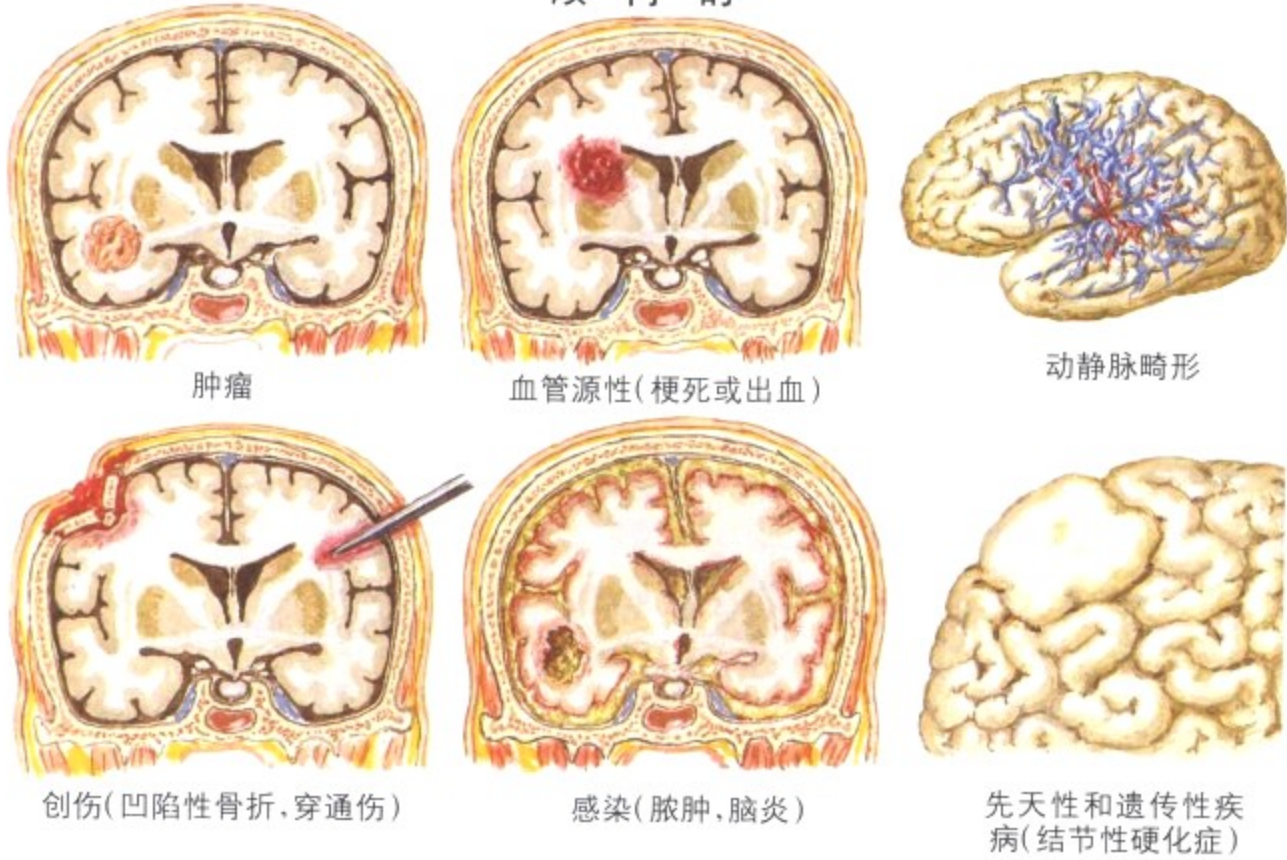 肿瘤
血管源性(梗死或出血)
动静脉畸形
创伤(凹陷性骨折,穿通伤)
感染(脓肿,脑炎)
先天性和遗传性疾
病(结节性硬化症)